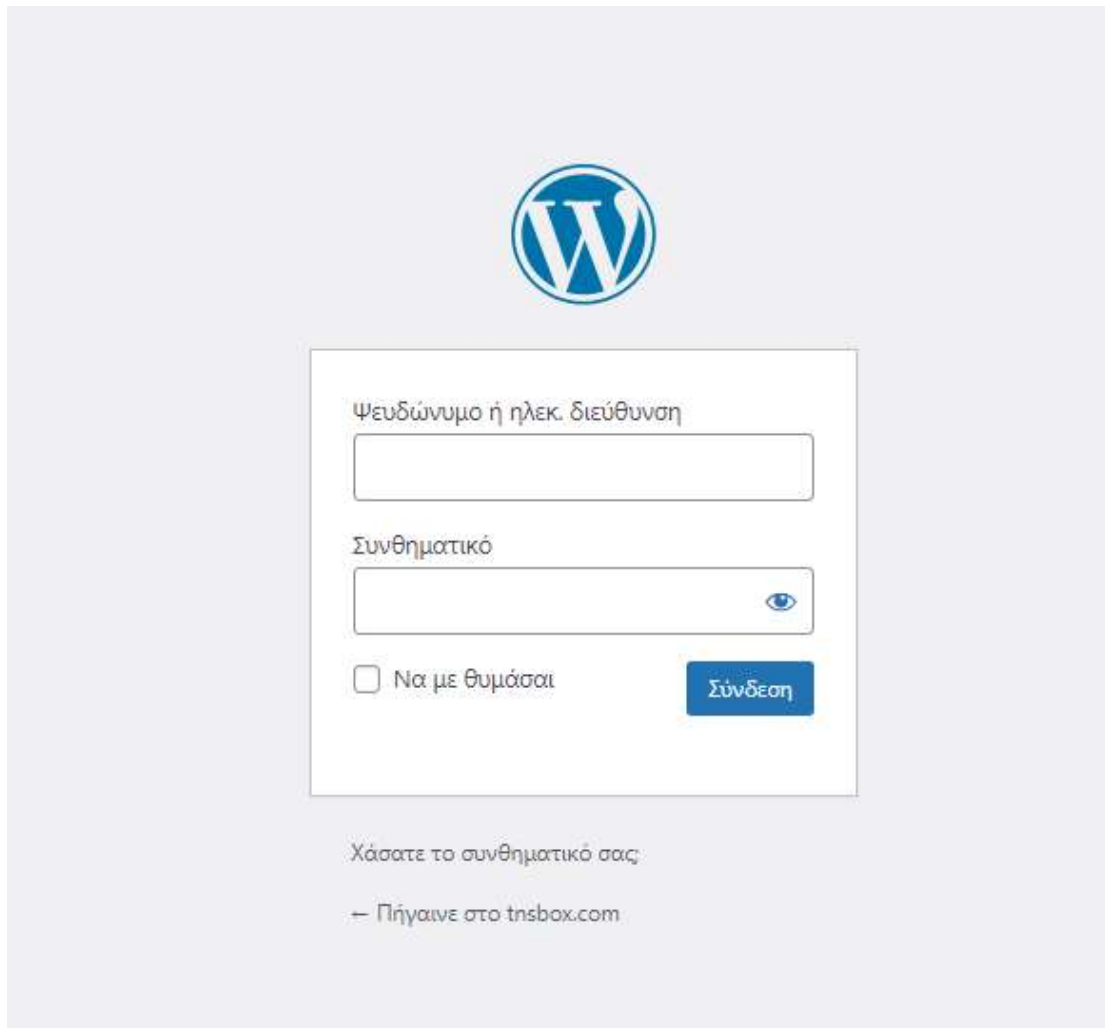 Ψευδώνυμο ή ηλεκ. διεύθυνση
Συνθηματικό
Να με θυμάσαι
Σύνδεση
Χάσατε το συνθηματικό σας;
← Πήγαινε στο tnsbox.com